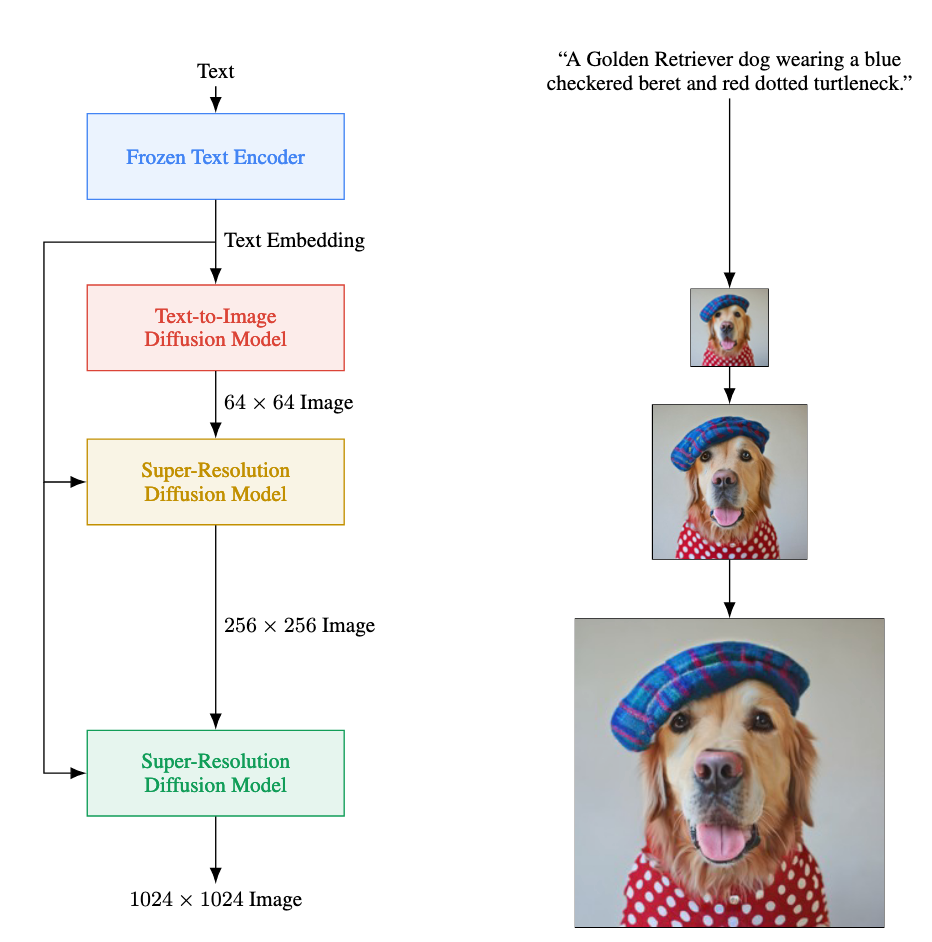 Text
Frozen Text Encoder
Text Embedding
Text-to-Image
Diffusion Model
64 × 64 Image
Super-Resolution
Diffusion Model
256 × 256 Image
Super-Resolution
Diffusion Model
1024 × 1024 Image
“A Golden Retriever dog wearing a blue
checkered beret and red dotted turtleneck.”